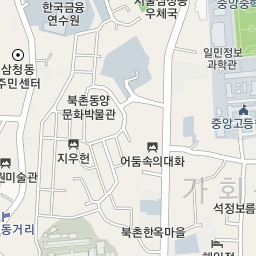 한국금융
연수원
서울삼청동
우체국
중앙중학
일민정보
과학관
삼청동
주민센터
북촌동양
문화박물관
중앙고등학
지우헌
어둠속의대화
원미술관
가회
석정보름
동거리
북촌한옥마을